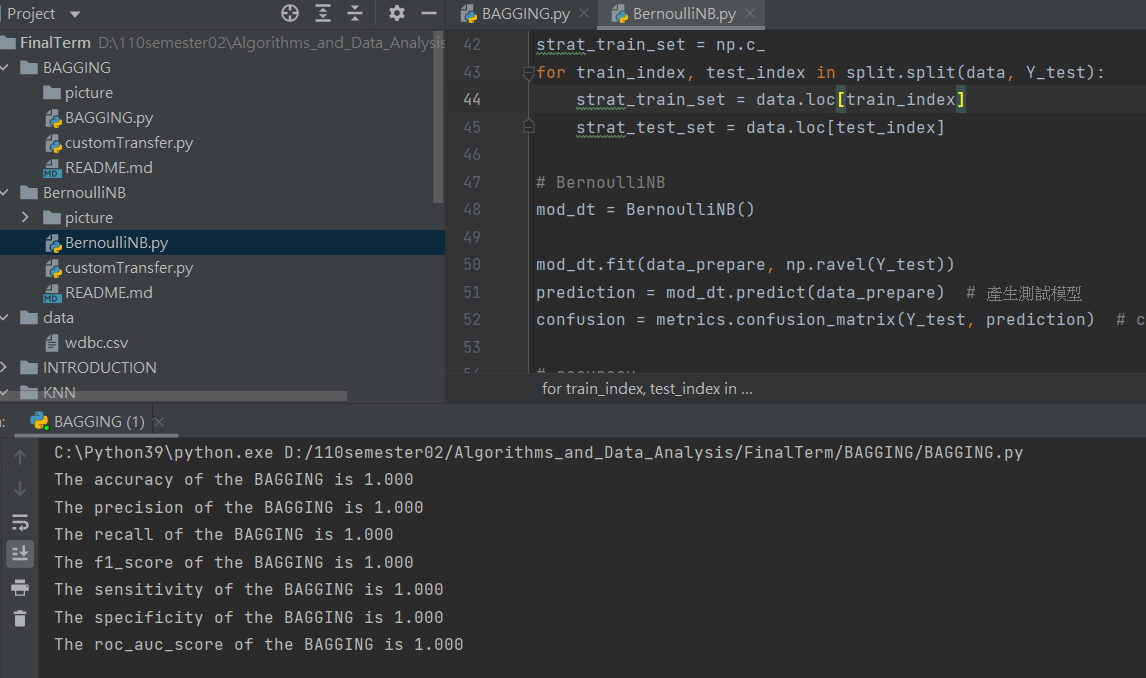 Project
BAGGING.py
BernoulliNB.py
FinalTerm D:\110semester02\Algorithms_and_Data_Analysis
BAGGING
picture
BAGGING.py
customTransfer.py
README.md
BernoulliNB
picture
BernoulliNB.py
customTransfer.py
README.md
data
wdbc.csv
INTRODUCTION
KNN
42 strat_train_set = np.c_
43 for train_index, test_index in split.split(data, Y_test):
44 strat_train_set = data.loc[train_index]
45 strat_test_set = data.loc[test_index]
46
47 # BernoulliNB
48 mod_dt = BernoulliNB()
49
50 mod_dt.fit(data_prepare, np.ravel(Y_test))
51 prediction = mod_dt.predict(data_prepare) # 產生測試模型
52 confusion = metrics.confusion_matrix(Y_test, prediction) # c
53
for train_index, test_index in ...
BAGGING (1)
C:\Python39\python.exe D:/110semester02/Algorithms_and_Data_Analysis/FinalTerm/BAGGING/BAGGING.py
The accuracy of the BAGGING is 1.000
The precision of the BAGGING is 1.000
The recall of the BAGGING is 1.000
The f1_score of the BAGGING is 1.000
The sensitivity of the BAGGING is 1.000
The specificity of the BAGGING is 1.000
The roc_auc_score of the BAGGING is 1.000